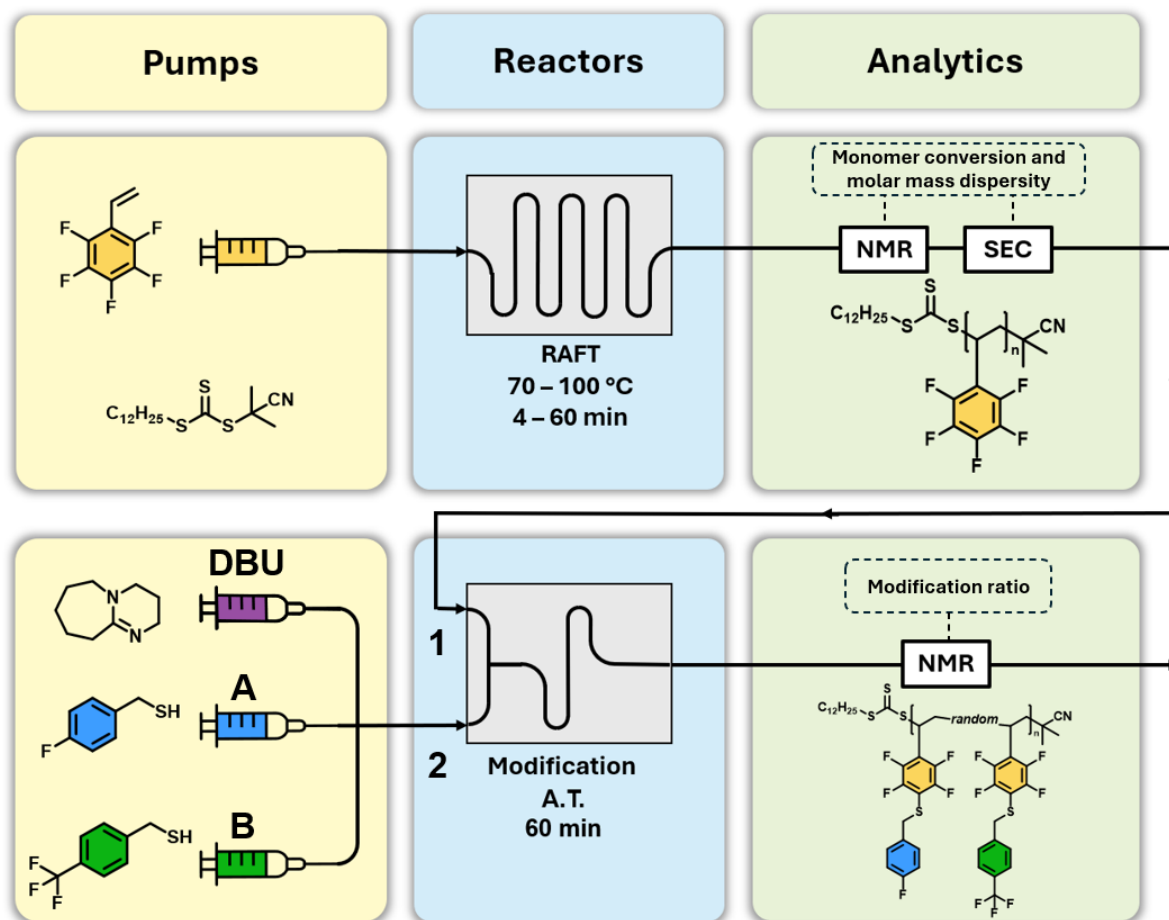 Pumps
Reactors
Analytics
F
F
F
F
F
C12H25
S
S
S
CN
RAFT
70 – 100 °C
4 – 60 min
Monomer conversion and
molar mass dispersity
NMR
SEC
C12H25
S
S
S
n
CN
F
F
F
F
F
DBU
N
N
A
SH
F
B
SH
F
F
F
1
2
Modification
A.T.
60 min
Modification ratio
NMR
C12H25
S
S
S
random
n
CN
F
F
F
F
F
F
F
F
S
S
F
F
F
F